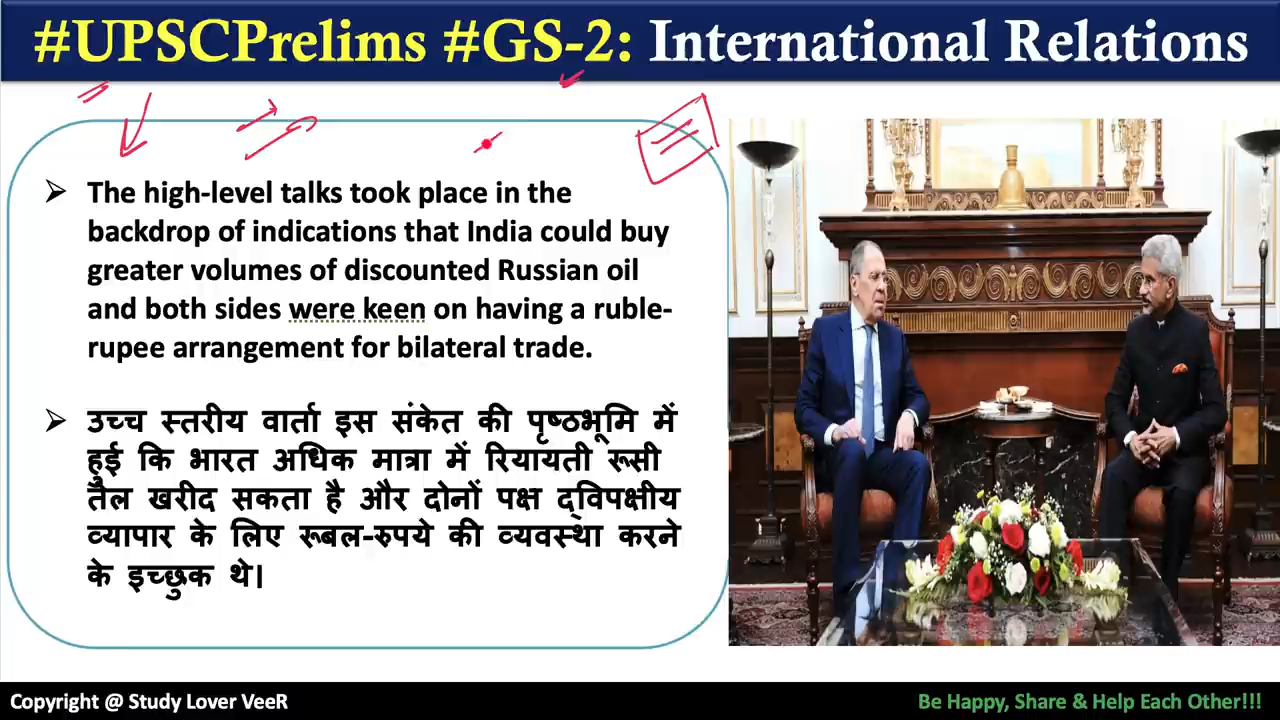 #UPSCPrelims #GS-2: International Relations
➢ The high-level talks took place in the
backdrop of indications that India could buy
greater volumes of discounted Russian oil
and both sides were keen on having a ruble-
rupee arrangement for bilateral trade.
➢ उच्च स्तरीय वार्ता इस संकेत की पृष्ठभूमि में
हुई कि भारत अधिक मात्रा में रियायती रूसी
तेल खरीद सकता है और दोनों पक्ष द्विपक्षीय
व्यापार के लिए रूबल-रुपये की व्यवस्था करने
के इच्छुक थे।
Copyright @ Study Lover VeeR
Be Happy, Share & Help Each Other!!!